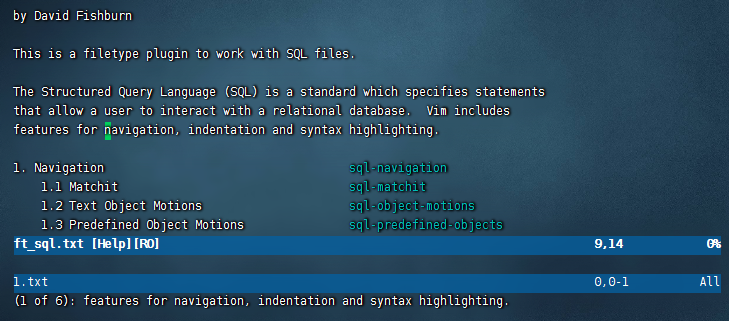 by David Fishburn
This is a filetype plugin to work with SQL files.
The Structured Query Language (SQL) is a standard which specifies statements
that allow a user to interact with a relational database.  Vim includes
features for navigation, indentation and syntax highlighting.
1. Navigation sql-navigation
1.1 Matchit sql-matchit
1.2 Text Object Motions sql-object-motions
1.3 Predefined Object Motions sql-predefined-objects
ft_sql.txt [Help][RO] 9,14 0%
1.txt 0,0-1 All
(1 of 6): features for navigation, indentation and syntax highlighting.